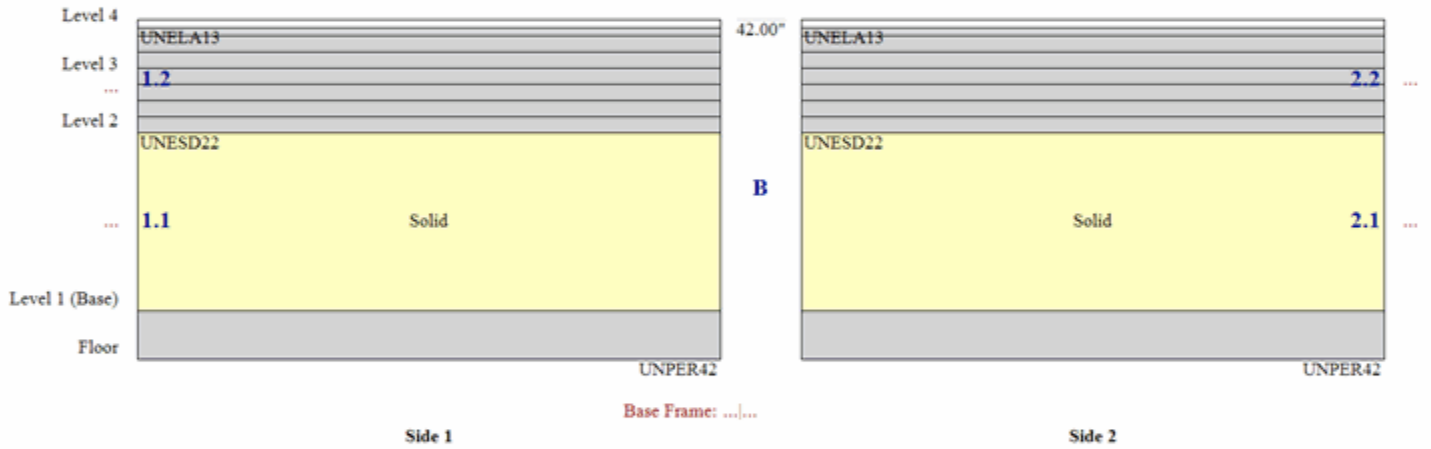 Level 4
42.00"
UNELA13
UNELA13
Level 3
1.2
2.2
...
...
Level 2
UNESD22
UNESD22
B
...
1.1
Solid
Solid
2.1
...
Level 1 (Base)
Floor
UNPER42
UNPER42
Base Frame: ...|...
Side 1
Side 2